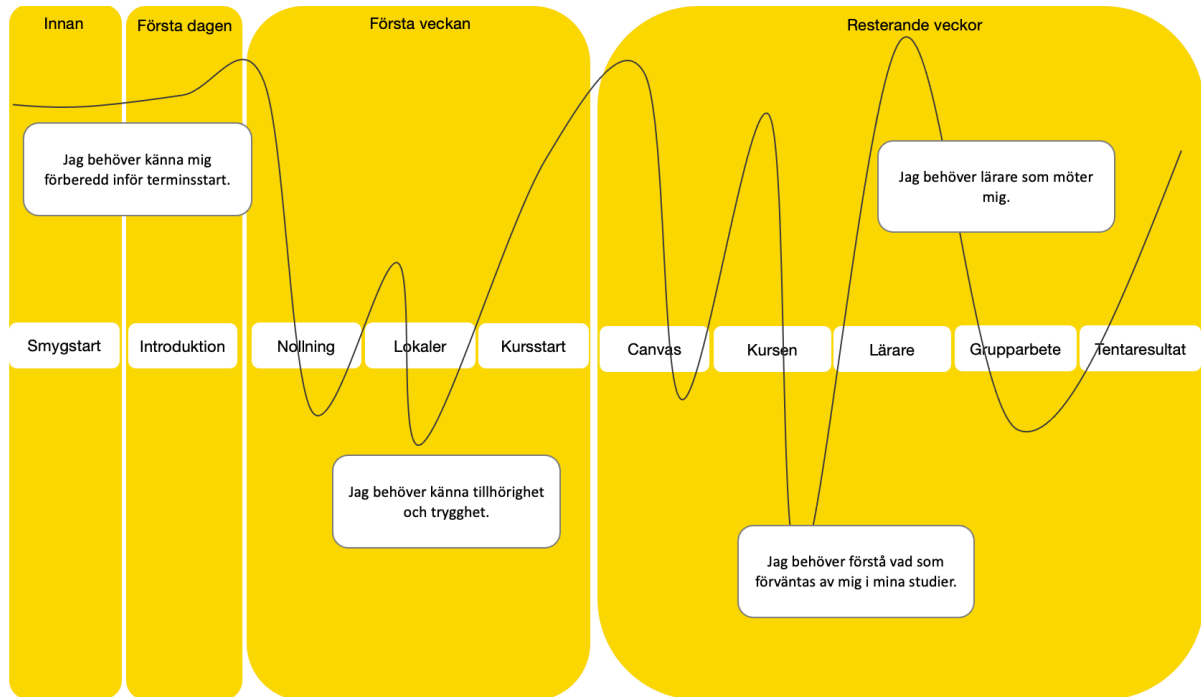 Innan
Första dagen
Första veckan
Resterande veckor
Jag behöver känna mig
förberedd inför terminsstart.
Jag behöver lärare som möter
mig.
Smygstart
Introduktion
Nollning
Lokaler
Kursstart
Canvas
Kursen
Lärare
Grupparbete
Tentaresultat
Jag behöver känna tillhörighet
och trygghet.
Jag behöver förstå vad som
förväntas av mig i mina studier.